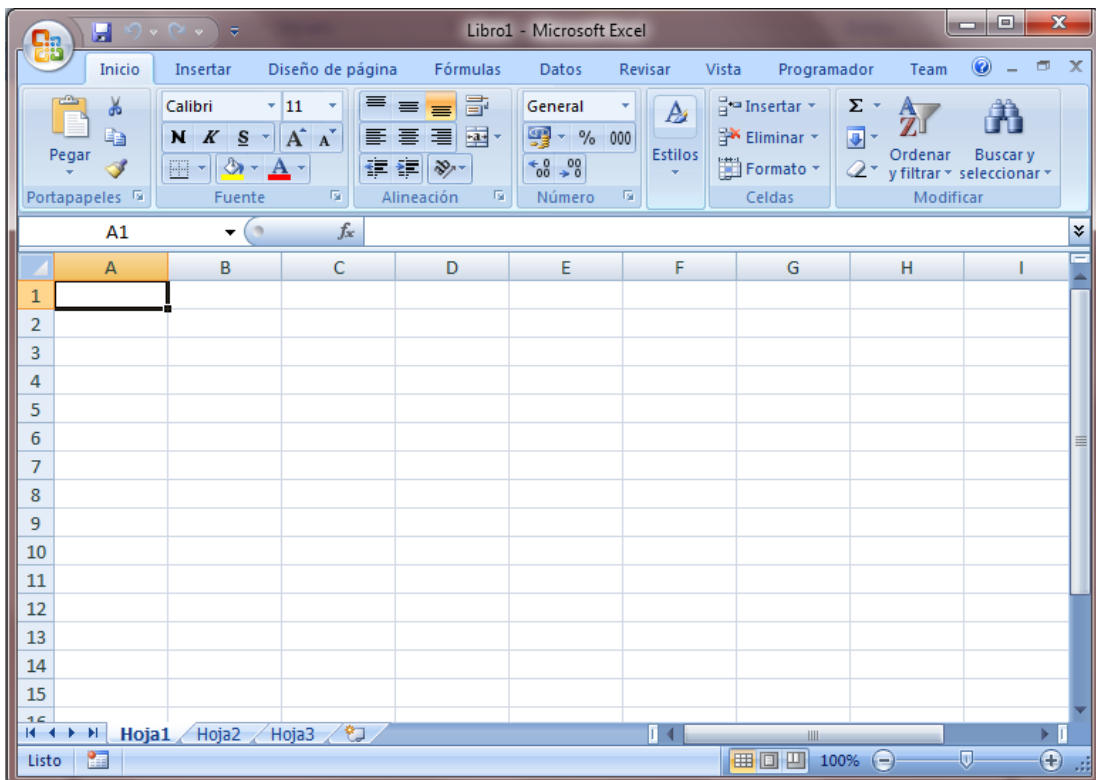 Libro1 - Microsoft Excel
Inicio Insertar Diseño de página Fórmulas Datos Revisar Vista Programador Team
Pegar
Portapapeles
Calibri 11
N K S A A
A
Fuente
Alineación
General
% 000
Número
Estilos
Insertar
Eliminar
Formato
Celdas
Σ
Ordenar y filtrar
Buscar y seleccionar
Modificar
A1 fx
A B C D E F G H I
1
2
3
4
5
6
7
8
9
10
11
12
13
14
15
16
Hoja1 Hoja2 Hoja3
Listo 100%